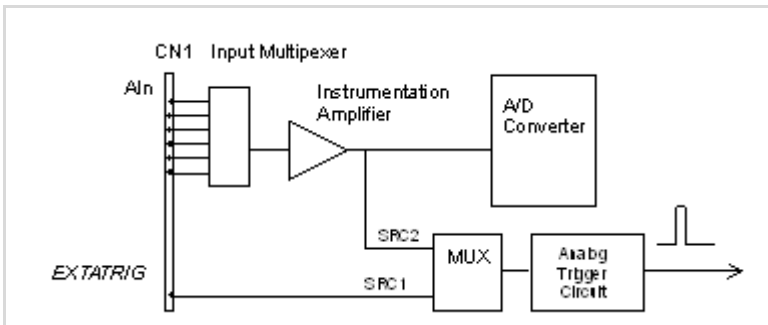 CN1 Input Multipexer
AIn
Instrumentation
Amplifier
A/D
Converter
SRC2
MUX
Analog
Trigger
Circuit
EXTATRIG
SRC1